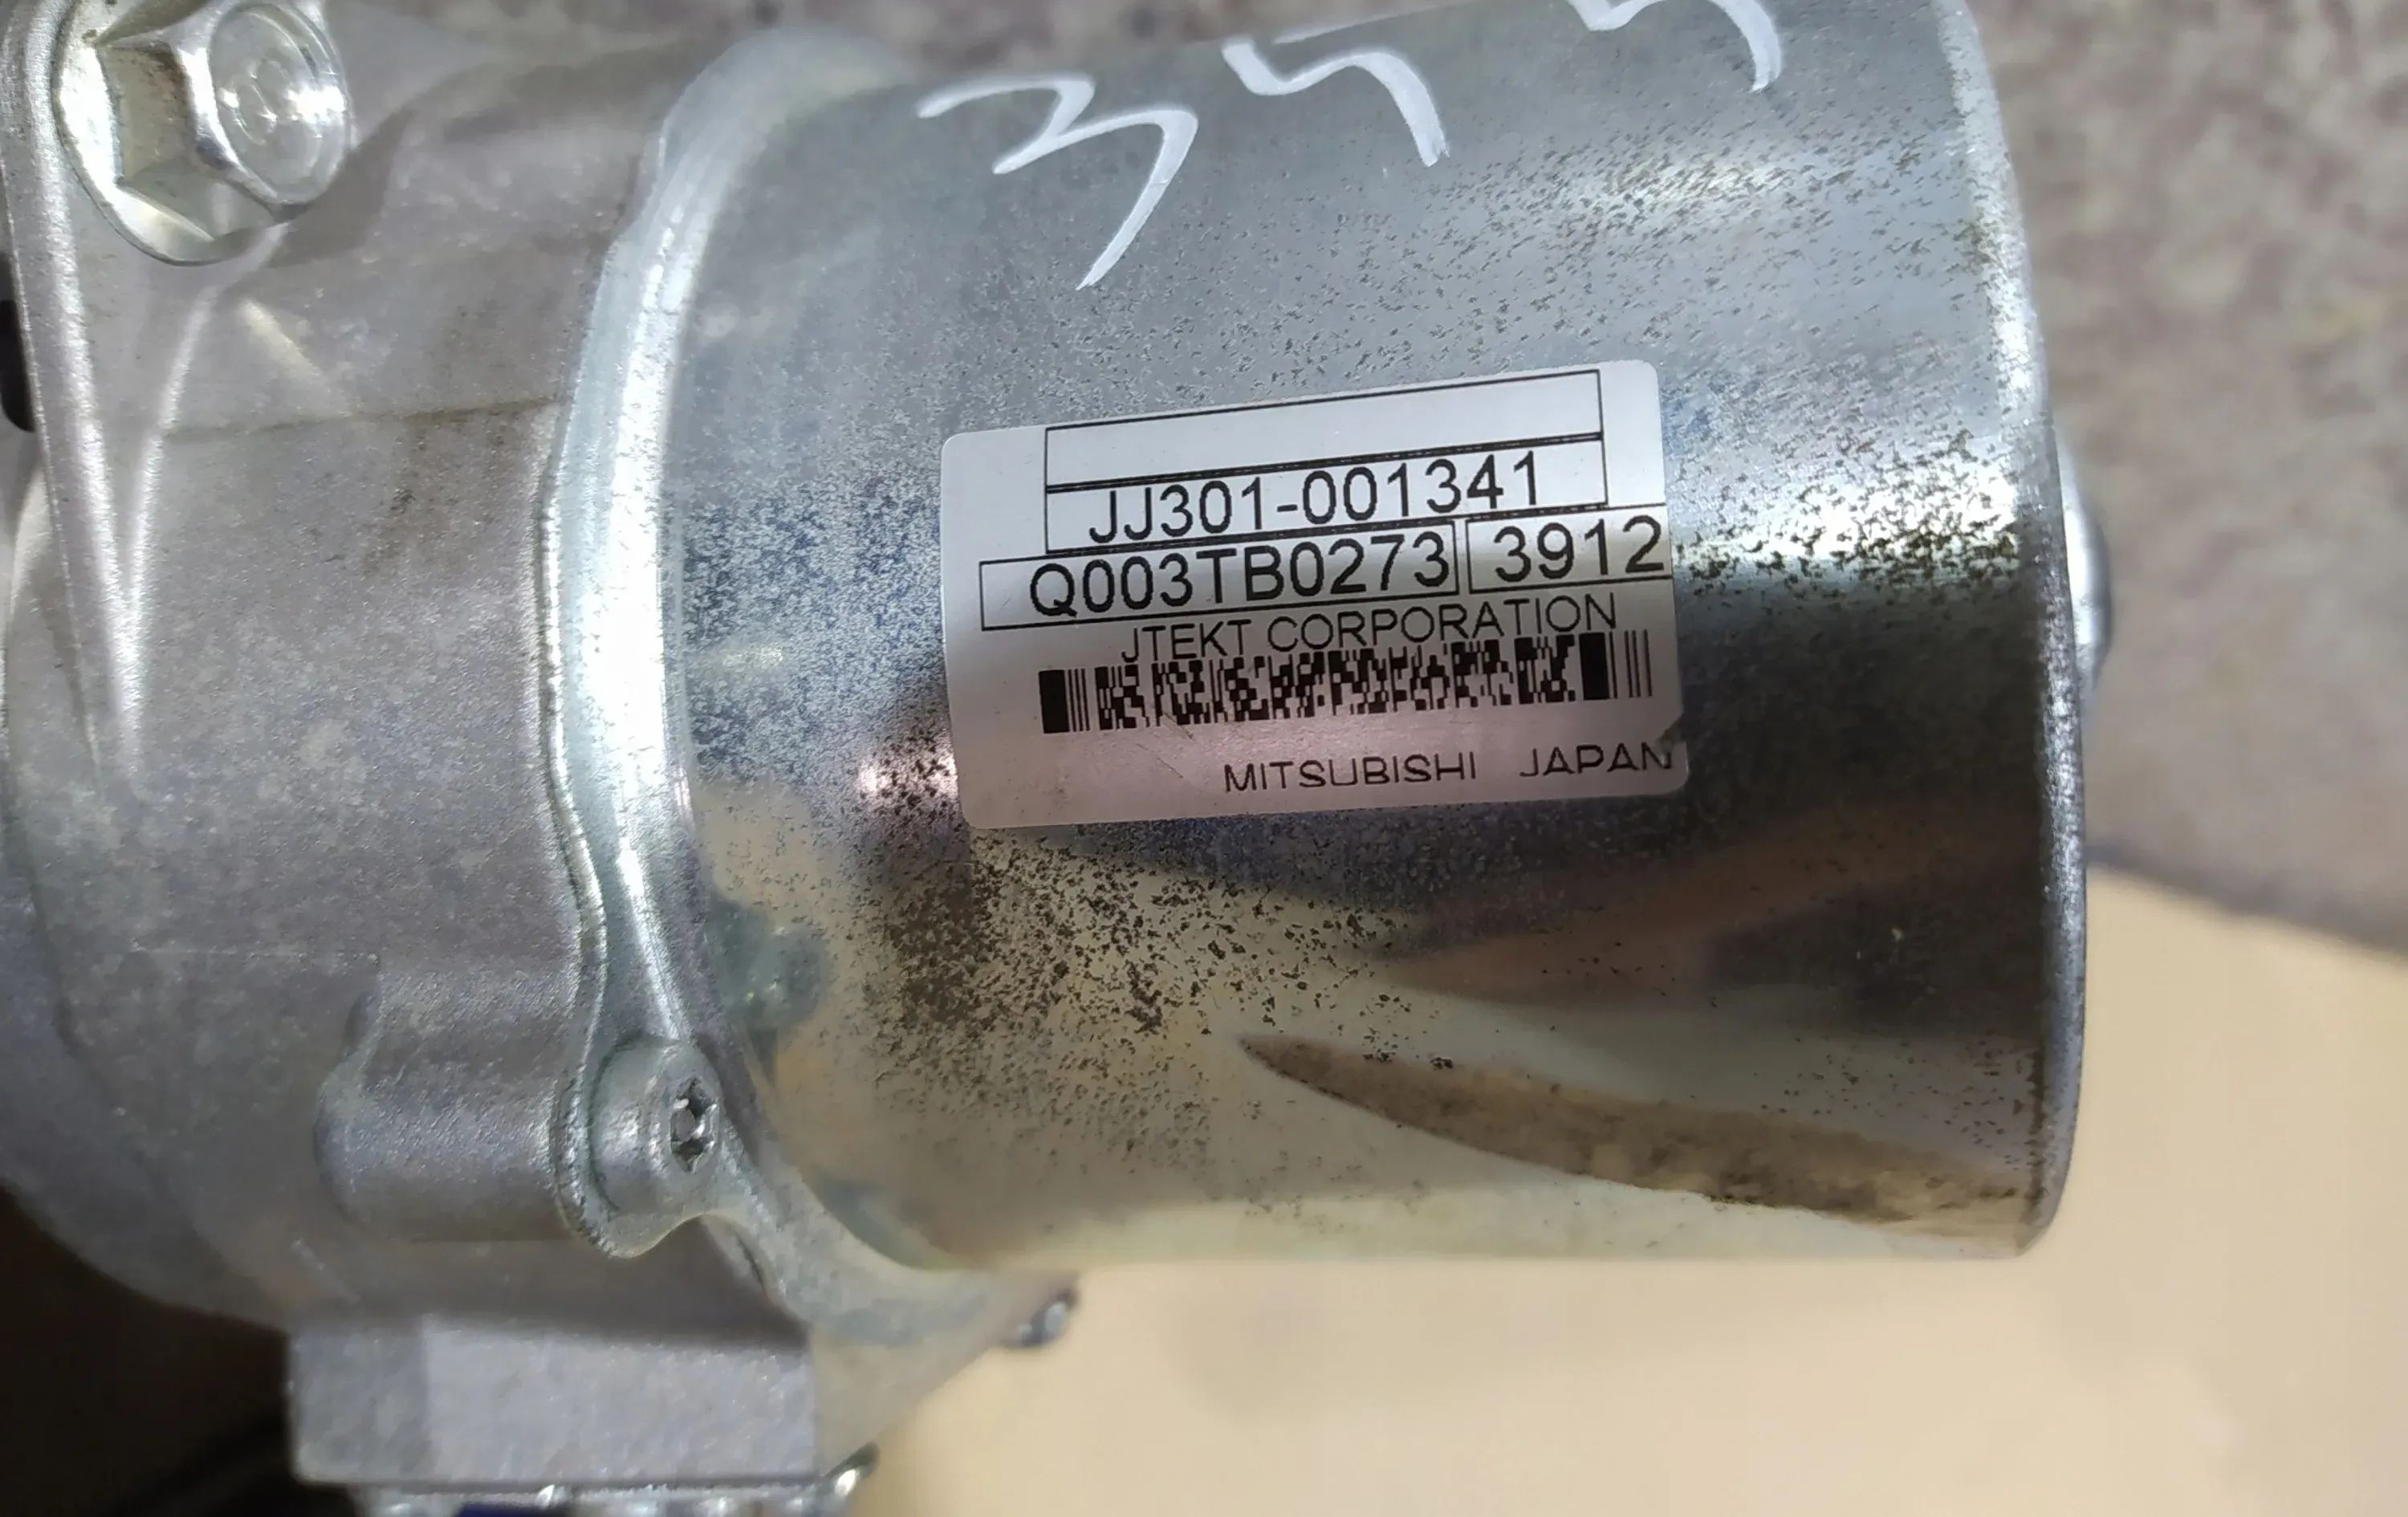 JJ301-001341
Q003TB0273 3912
JTEKT CORPORATION
MITSUBISHI JAPAN